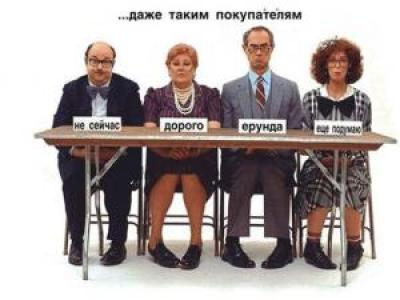 ...даже таким покупателям
не сейчас
дорого
ерунда
еще подумаю